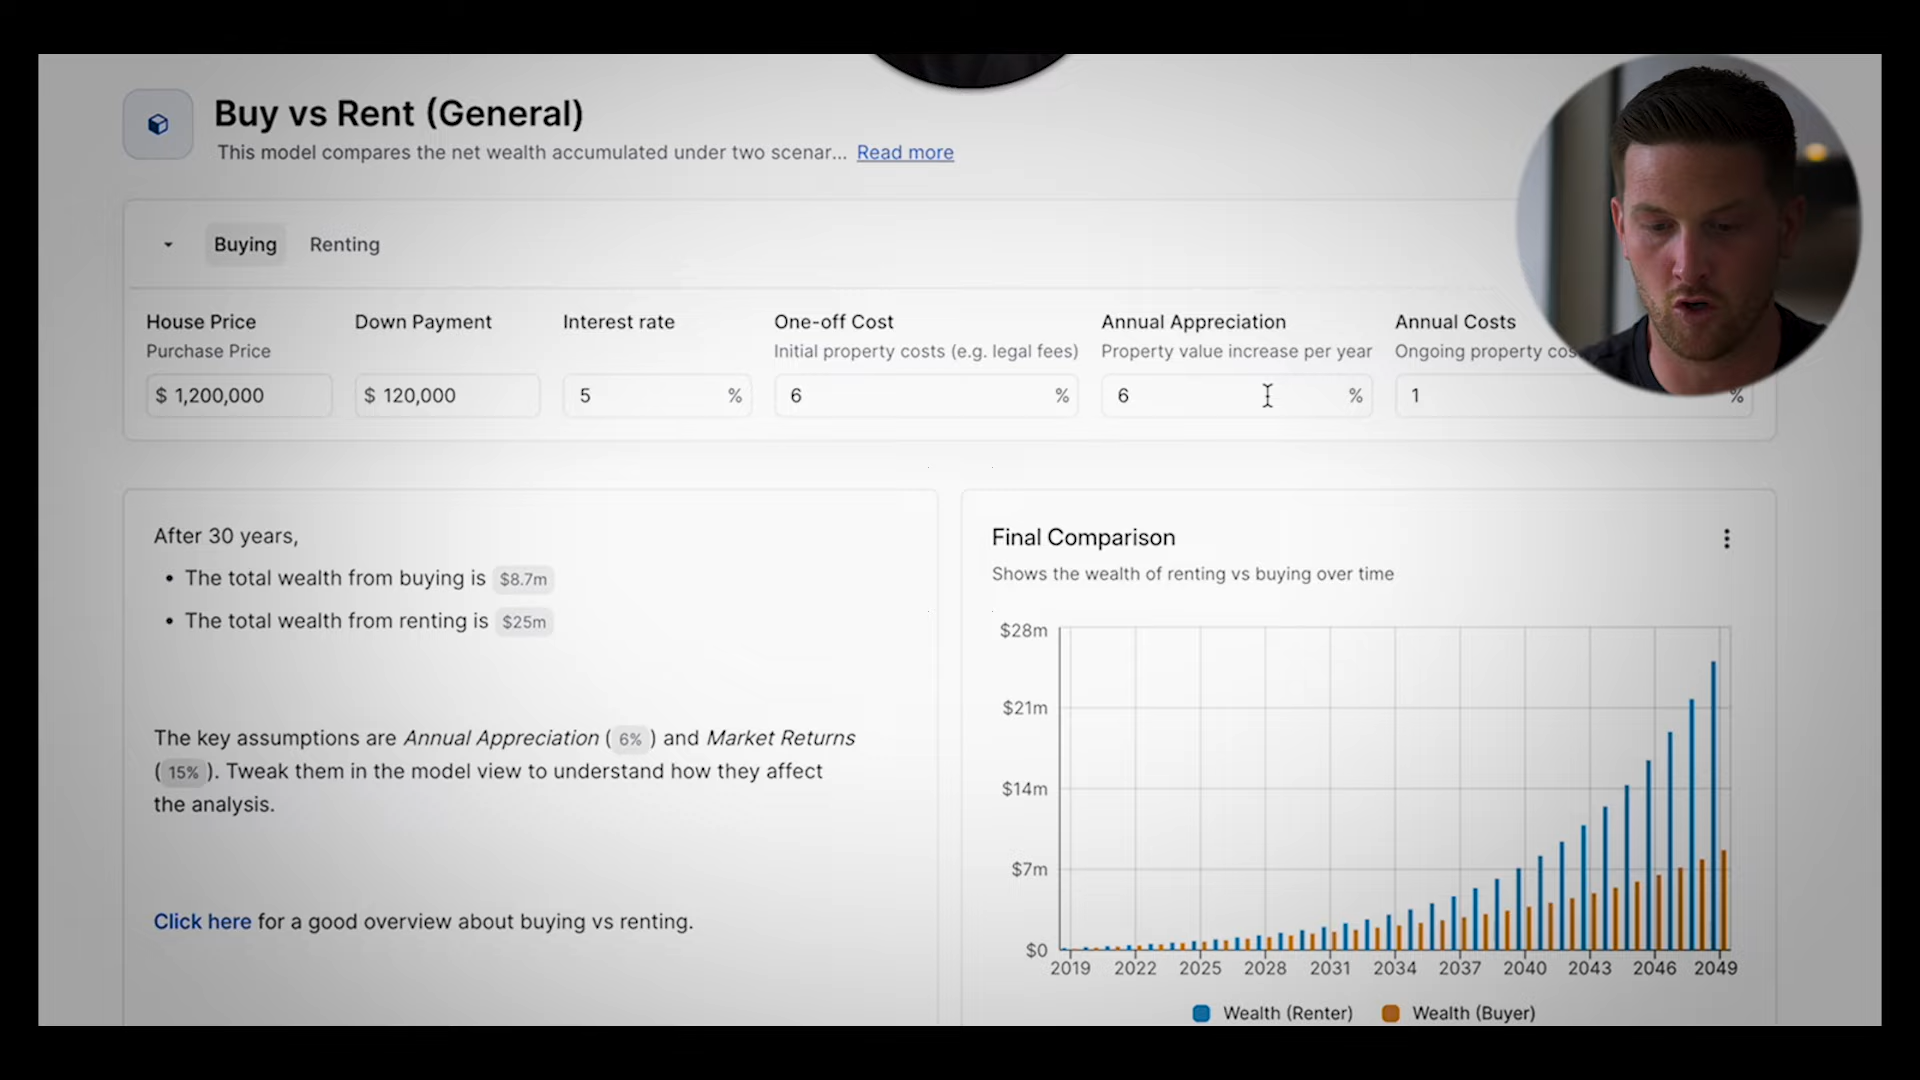 Buy vs Rent (General)
This model compares the net wealth accumulated under two scenar... Read more
Buying Renting
House Price
Purchase Price
$ 1,200,000
Down Payment
$ 120,000
Interest rate
5 %
One-off Cost
Initial property costs (e.g. legal fees)
6 %
Annual Appreciation
Property value increase per year
6 %
Annual Costs
Ongoing property
1 %
After 30 years,
• The total wealth from buying is $8.7m
• The total wealth from renting is $25m
The key assumptions are Annual Appreciation ( 6% ) and Market Returns
( 15% ). Tweak them in the model view to understand how they affect
the analysis.
Click here for a good overview about buying vs renting.
Final Comparison
Shows the wealth of renting vs buying over time
$28m
$21m
$14m
$7m
$0
2019 2022 2025 2028 2031 2034 2037 2040 2043 2046 2049
Wealth (Renter) Wealth (Buyer)